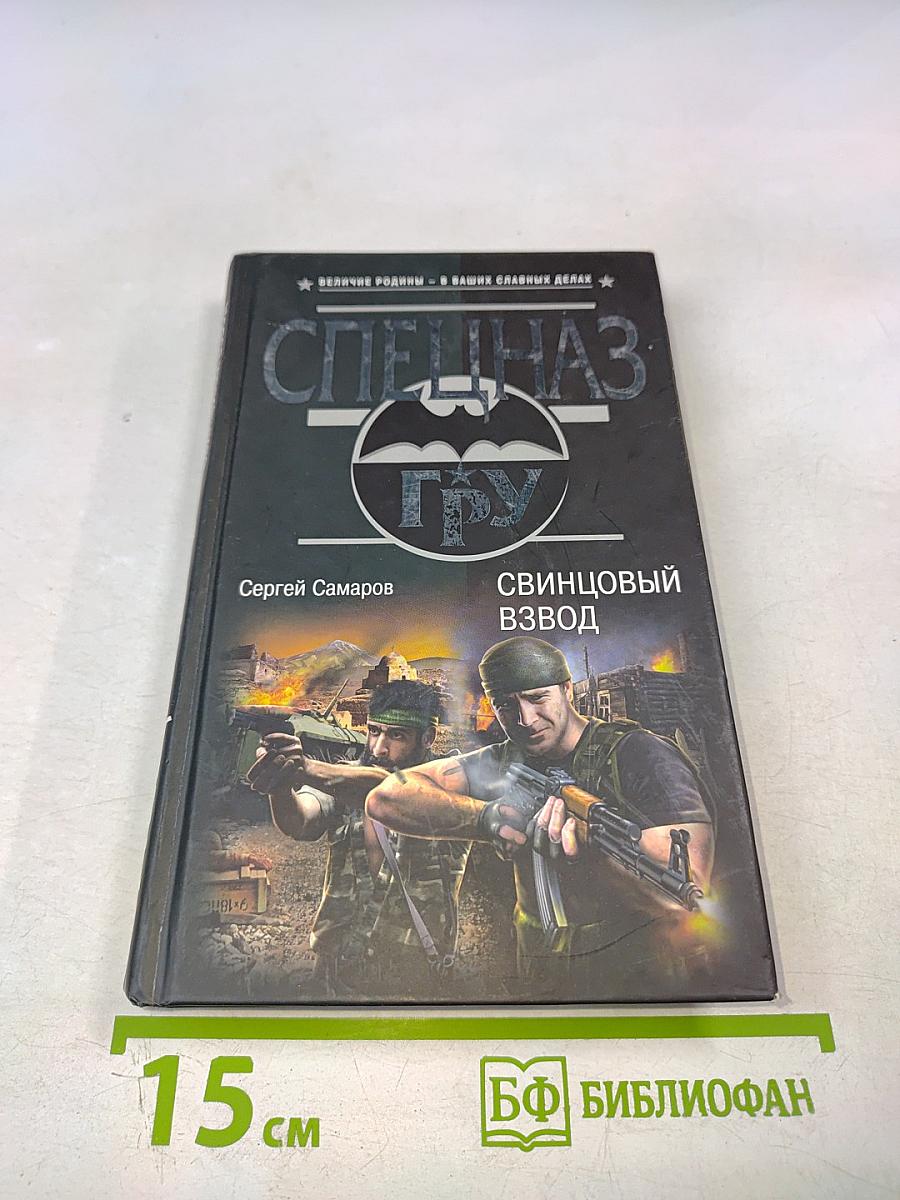 ВЕЛИЧИЕ РОДИНЫ – В ВАШИХ СЛАВНЫХ ДЕЛАХ
СПЕЦНАЗ
ГРУ
Сергей Самаров
СВИНЦОВЫЙ
ВЗВОД
15 см
БФ БИБЛИОФАН